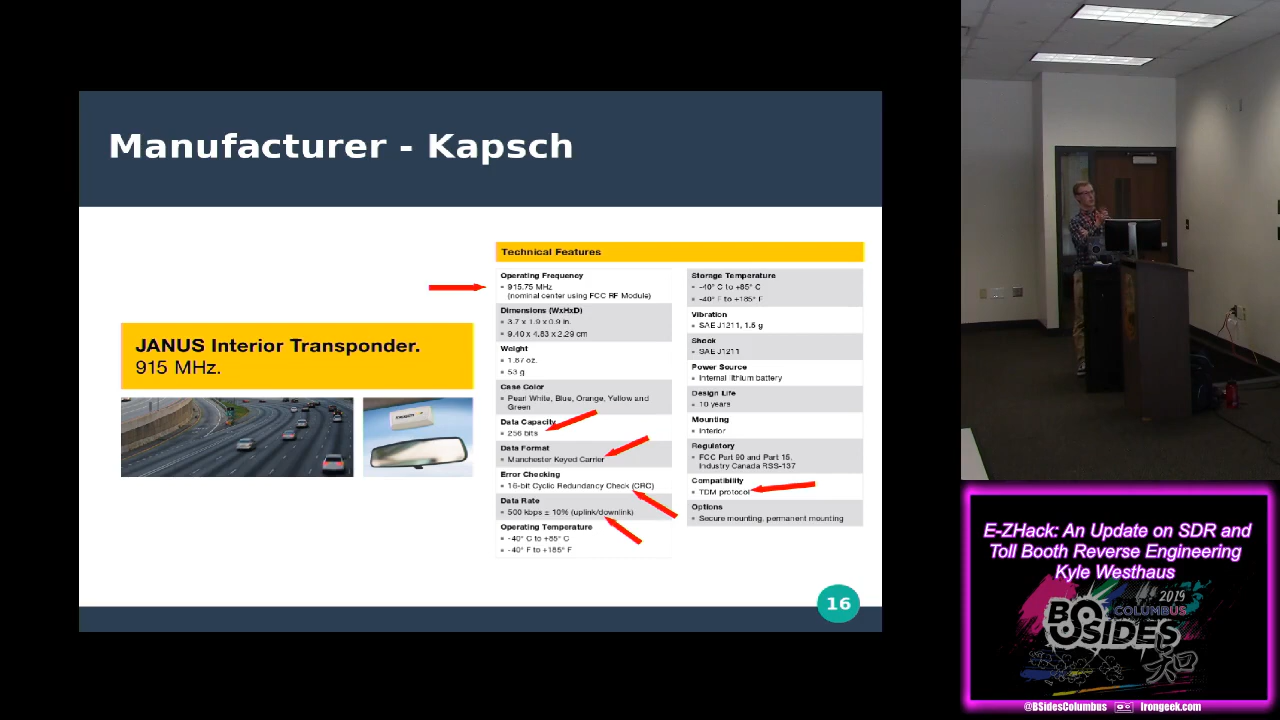 Manufacturer - Kapsch
JANUS Interior Transponder.
915 MHz.
Technical Features
Operating Frequency
915.75 MHz
(nominal center using FCC RF Module)
Dimensions (WxHxD)
3.7 x 1.9 x 0.9 in.
9.40 x 4.83 x 2.29 cm
Weight
1.87 oz.
53 g
Case Color
Pearl White, Blue, Orange, Yellow and
Green
Data Capacity
256 bits
Data Format
Manchester Keyed Carrier
Error Checking
16-bit Cyclic Redundancy Check (CRC)
Data Rate
500 kbps ± 10% (uplink/downlink)
Operating Temperature
-40° C to +85° C
-40° F to +185° F
Storage Temperature
-40° C to +85° C
-40° F to +185° F
Vibration
SAE J1211, 1.5 g
Shock
SAE J1211
Power Source
Internal lithium battery
Design Life
10 years
Mounting
Interior
Regulatory
FCC Part 90 and Part 15,
Industry Canada RSS-137
Compatibility
TDM protocol
Options
Secure mounting, permanent mounting
16
E-ZHack: An Update on SDR and
Toll Booth Reverse Engineering
Kyle Westhaus
2019
BSIDES
COLUMBUS
@BSidesColumbus
Irongeek.com